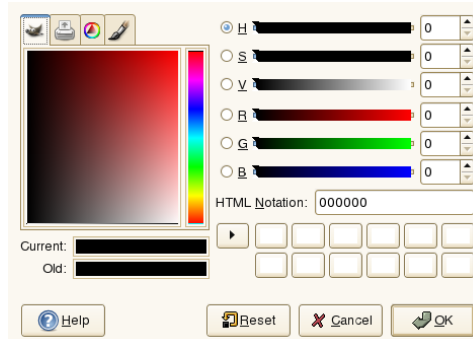 H 0
S 0
V 0
R 0
G 0
B 0
HTML Notation: 000000
Current:
Old:
Help Reset Cancel OK